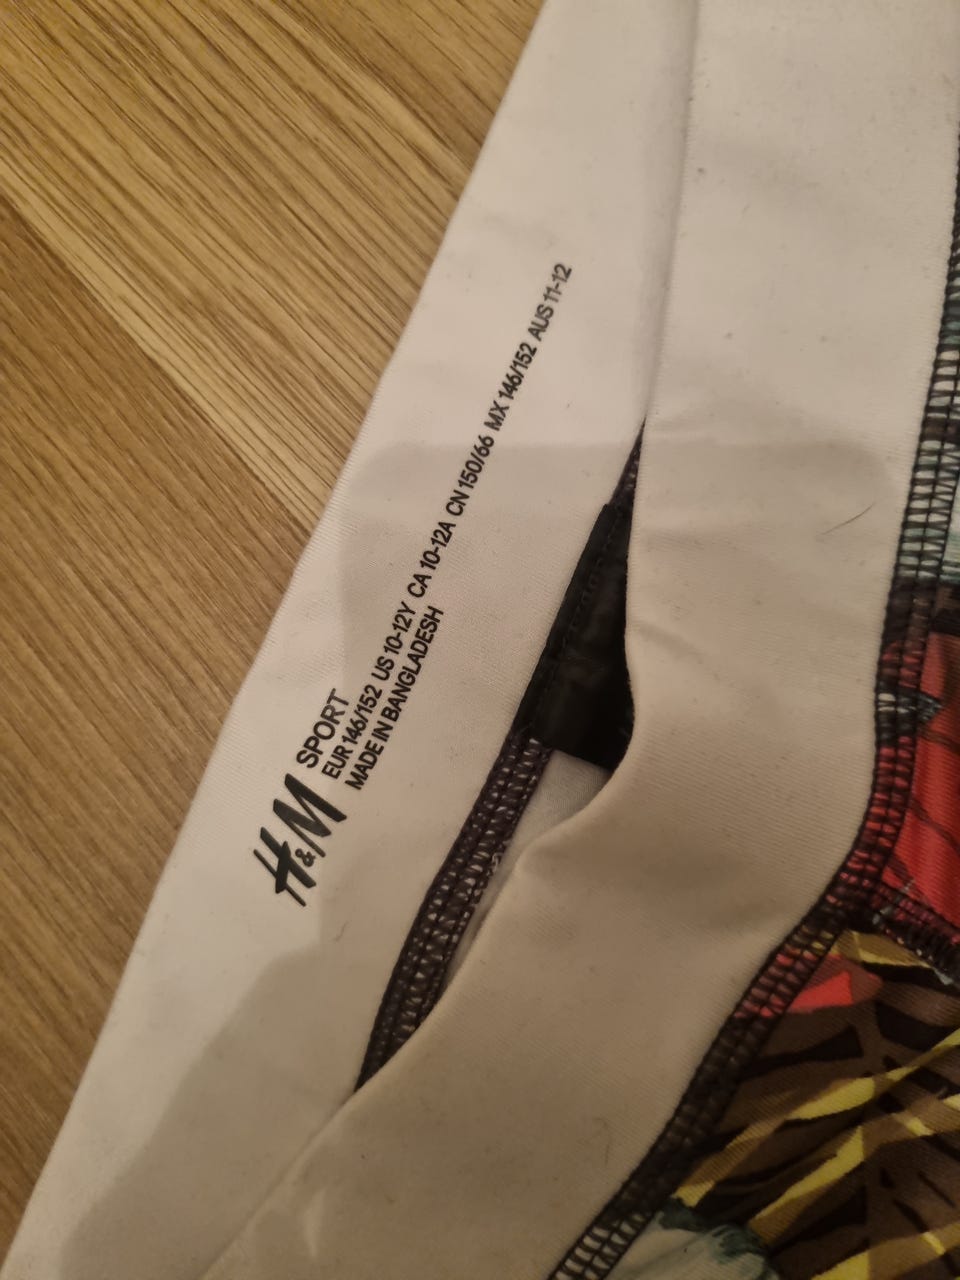 H&M SPORT
EUR 146/152 US 10-12Y CA 10-12A CN 150/66 MX 146/152 AUS 11-12
MADE IN BANGLADESH